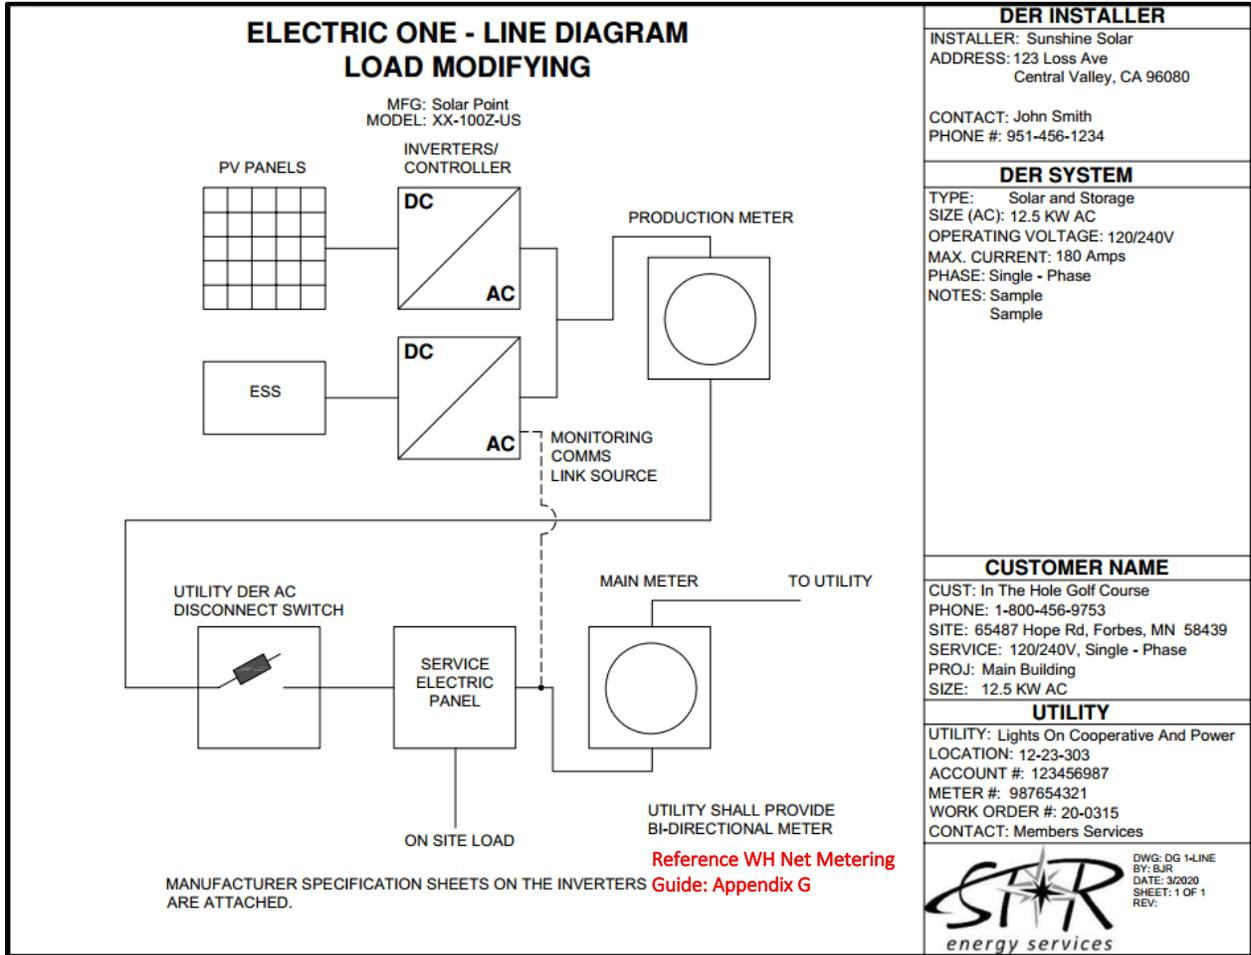 ELECTRIC ONE - LINE DIAGRAM
LOAD MODIFYING
MFG: Solar Point
MODEL: XX-100Z-US
INVERTERS/
CONTROLLER
PV PANELS
DC
AC
PRODUCTION METER
ESS
DC
AC
MONITORING
COMMS
LINK SOURCE
UTILITY DER AC
DISCONNECT SWITCH
SERVICE
ELECTRIC
PANEL
MAIN METER
TO UTILITY
ON SITE LOAD
UTILITY SHALL PROVIDE
BI-DIRECTIONAL METER
Reference WH Net Metering
Guide: Appendix G
MANUFACTURER SPECIFICATION SHEETS ON THE INVERTERS
ARE ATTACHED.
DER INSTALLER
INSTALLER: Sunshine Solar
ADDRESS: 123 Loss Ave
Central Valley, CA 96080
CONTACT: John Smith
PHONE #: 951-456-1234
DER SYSTEM
TYPE: Solar and Storage
SIZE (AC): 12.5 KW AC
OPERATING VOLTAGE: 120/240V
MAX. CURRENT: 180 Amps
PHASE: Single - Phase
NOTES: Sample
Sample
CUSTOMER NAME
CUST: In The Hole Golf Course
PHONE: 1-800-456-9753
SITE: 65487 Hope Rd, Forbes, MN 58439
SERVICE: 120/240V, Single - Phase
PROJ: Main Building
SIZE: 12.5 KW AC
UTILITY
UTILITY: Lights On Cooperative And Power
LOCATION: 12-23-303
ACCOUNT #: 123456987
METER #: 987654321
WORK ORDER #: 20-0315
CONTACT: Members Services
STAR
energy services
DWG: DG 1-LINE
BY: BJR
DATE: 3/2020
SHEET: 1 OF 1
REV: